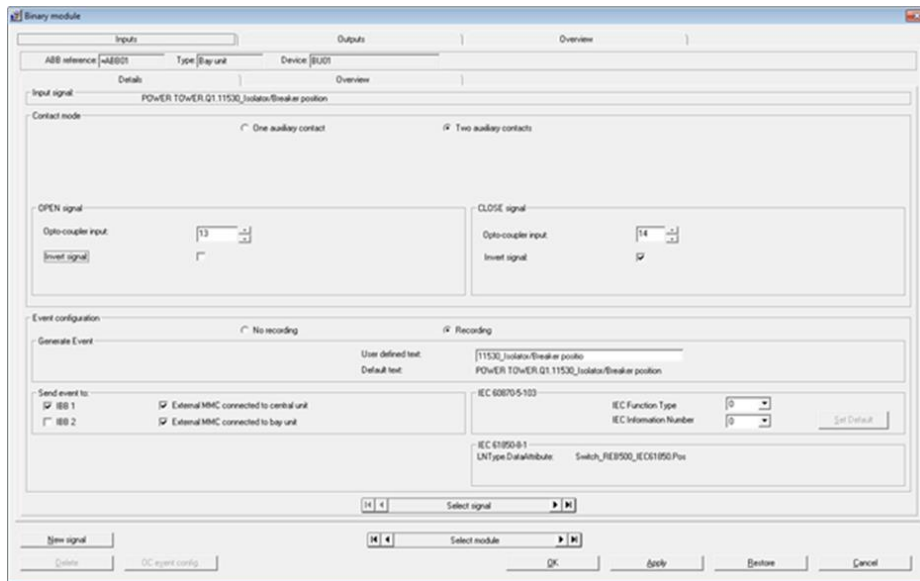 Binary module
Inputs Outputs Overview
ABB reference: =ABB01 Type: Bay unit Device: BU01
Details Overview
Input signal: POWER TOWER.Q1.11530_Isolator/Breaker position
Contact mode
One auxiliary contact Two auxiliary contacts
OPEN signal CLOSE signal
Opto-coupler input: 13 Opto-coupler input: 14
Invert signal: Invert signal:
Event configuration
No recording Recording
Generate Event
User defined text: 11530_Isolator/Breaker positio
Default text: POWER TOWER.Q1.11530_Isolator/Breaker position
Send event to: IEC 60870-5-103
IBB 1 External MMC connected to central unit IEC Function Type 0
IBB 2 External MMC connected to bay unit IEC Information Number 0 Set Default
IEC 61850-8-1
LNType.DataAttribute: Switch_REB500_IEC61850.Pos
Select signal
New signal Select module
Delete OC event config. OK Apply Restore Cancel